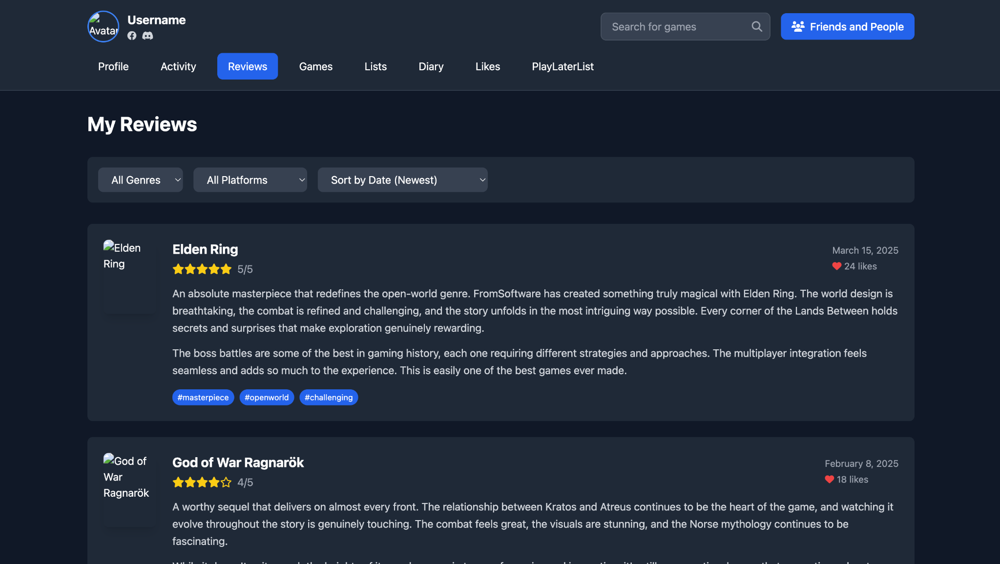 Avatar
Username
Search for games
Friends and People
Profile
Activity
Reviews
Games
Lists
Diary
Likes
PlayLaterList
My Reviews
All Genres
All Platforms
Sort by Date (Newest)
Elden
Ring
Elden Ring
5/5
March 15, 2025
24 likes
An absolute masterpiece that redefines the open-world genre. FromSoftware has created something truly magical with Elden Ring. The world design is
breathtaking, the combat is refined and challenging, and the story unfolds in the most intriguing way possible. Every corner of the Lands Between holds
secrets and surprises that make exploration genuinely rewarding.
The boss battles are some of the best in gaming history, each one requiring different strategies and approaches. The multiplayer integration feels
seamless and adds so much to the experience. This is easily one of the best games ever made.
#masterpiece #openworld #challenging
God of
War
Ragnarök
God of War Ragnarök
4/5
February 8, 2025
18 likes
A worthy sequel that delivers on almost every front. The relationship between Kratos and Atreus continues to be the heart of the game, and watching it
evolve throughout the story is genuinely touching. The combat feels great, the visuals are stunning, and the Norse mythology continues to be
fascinating.